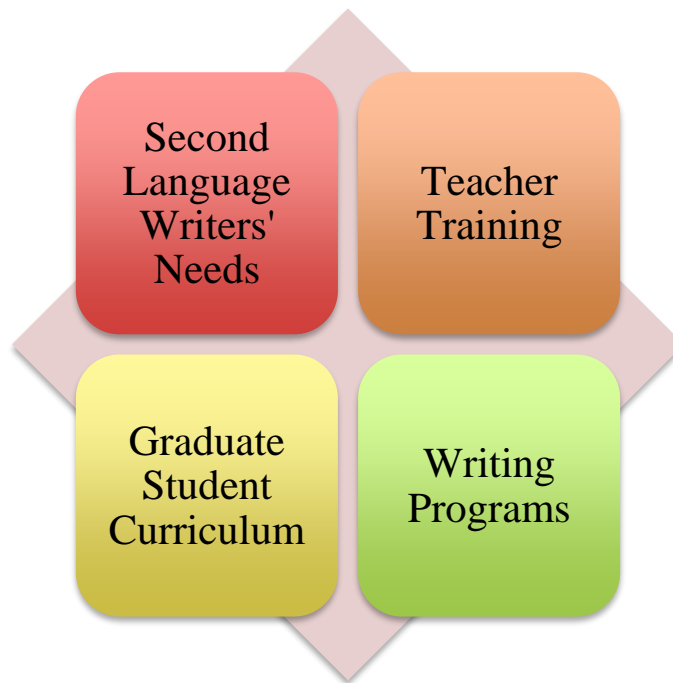 Second
Language
Writers'
Needs
Teacher
Training
Graduate
Student
Curriculum
Writing
Programs